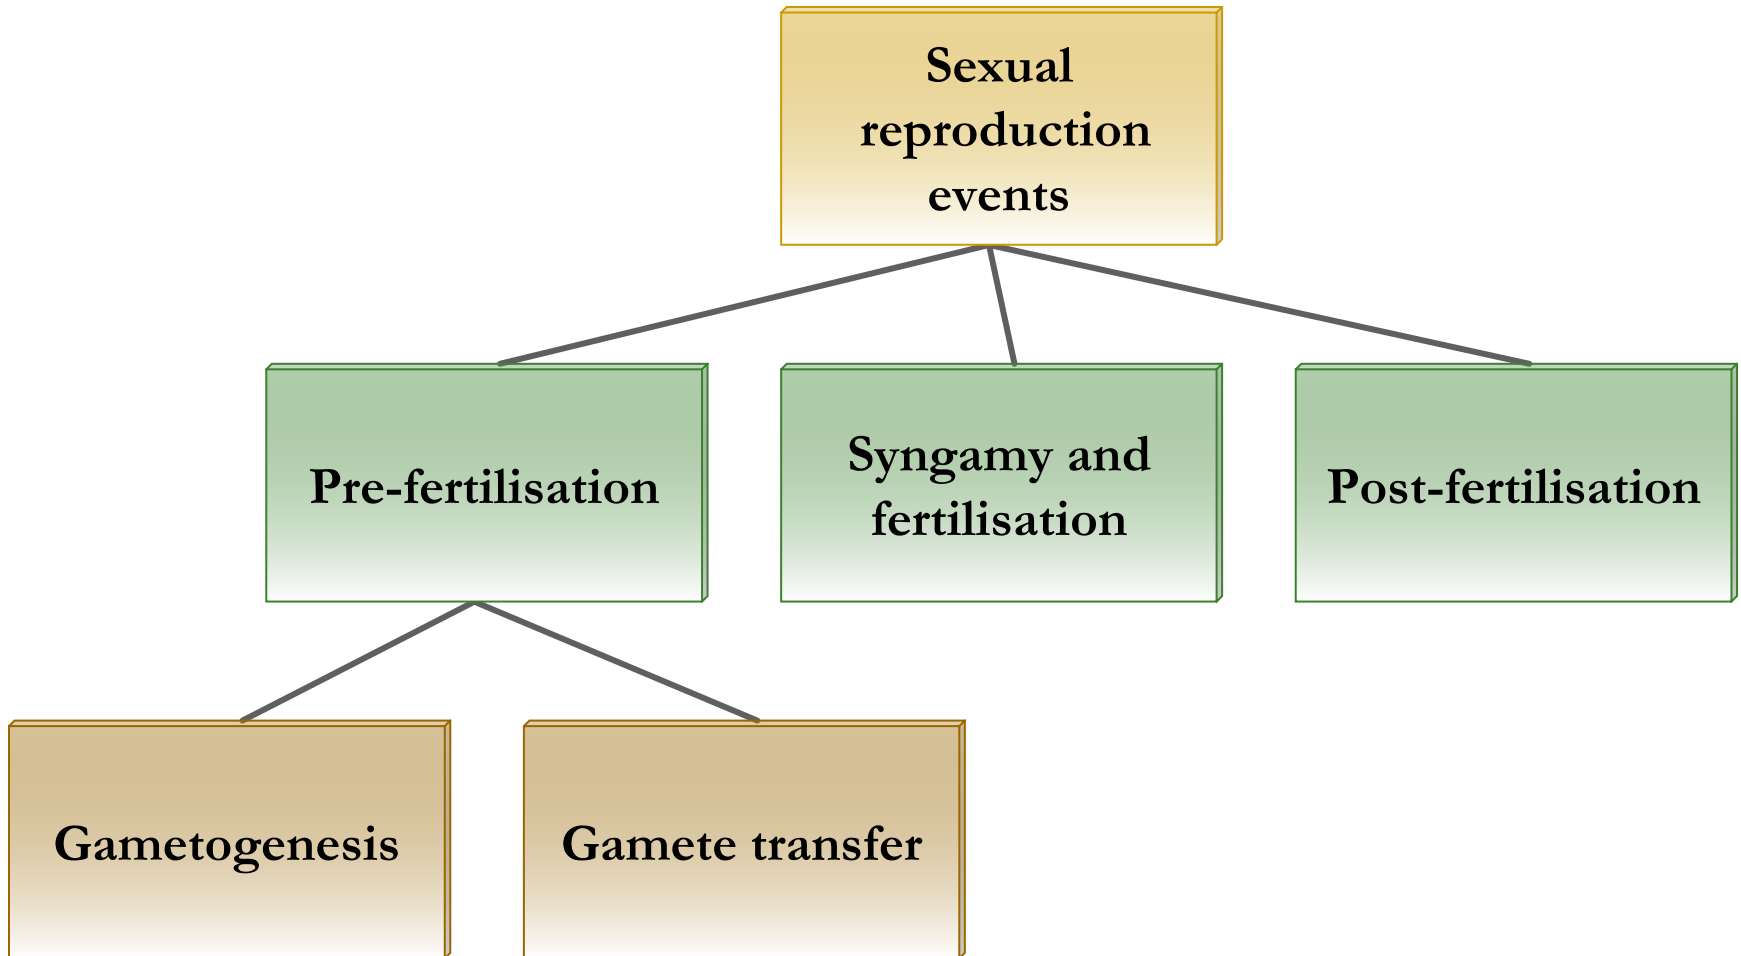 Sexual
reproduction
events
Pre-fertilisation
Syngamy and
fertilisation
Post-fertilisation
Gametogenesis
Gamete transfer